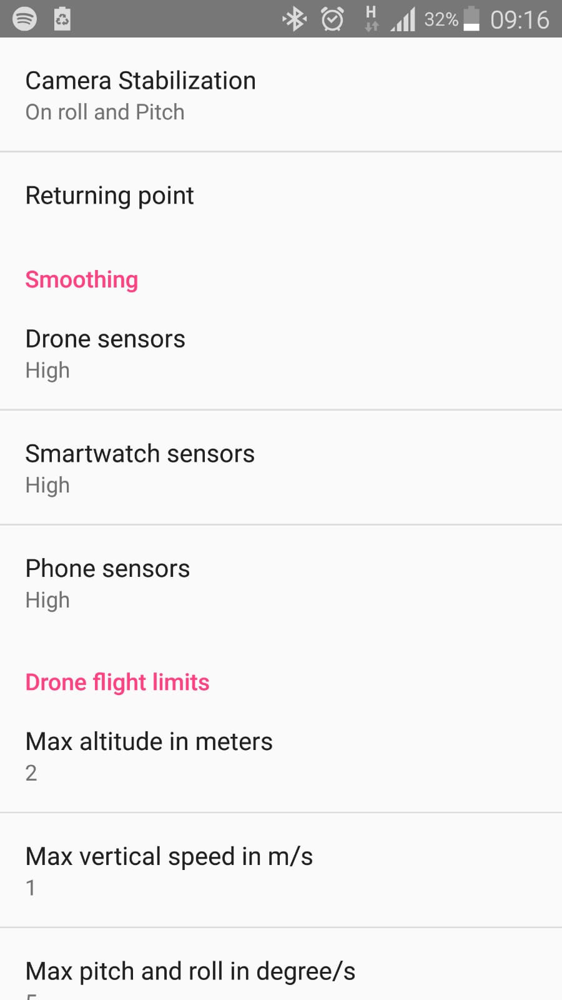 H 32% 09:16
Camera Stabilization
On roll and Pitch
Returning point
Smoothing
Drone sensors
High
Smartwatch sensors
High
Phone sensors
High
Drone flight limits
Max altitude in meters
2
Max vertical speed in m/s
1
Max pitch and roll in degree/s